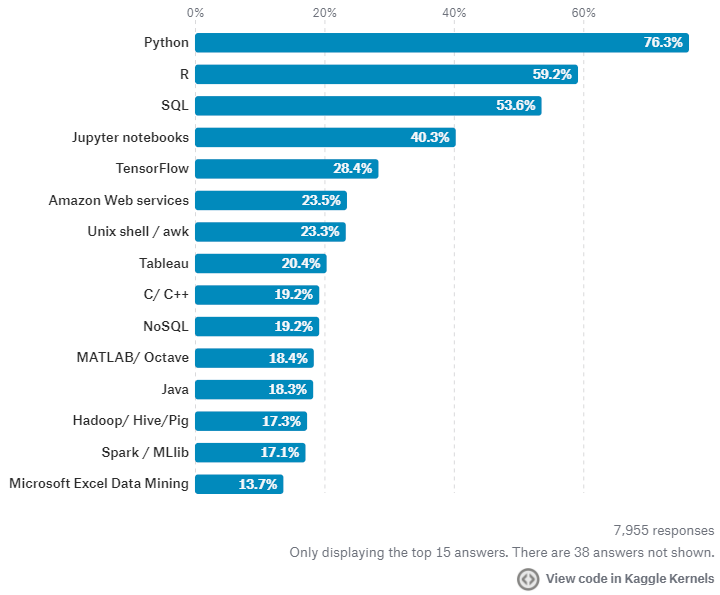 0% 20% 40% 60%
Python 76.3%
R 59.2%
SQL 53.6%
Jupyter notebooks 40.3%
TensorFlow 28.4%
Amazon Web services 23.5%
Unix shell / awk 23.3%
Tableau 20.4%
C/ C++ 19.2%
NoSQL 19.2%
MATLAB/ Octave 18.4%
Java 18.3%
Hadoop/ Hive/Pig 17.3%
Spark / MLlib 17.1%
Microsoft Excel Data Mining 13.7%
7,955 responses
Only displaying the top 15 answers. There are 38 answers not shown.
View code in Kaggle Kernels